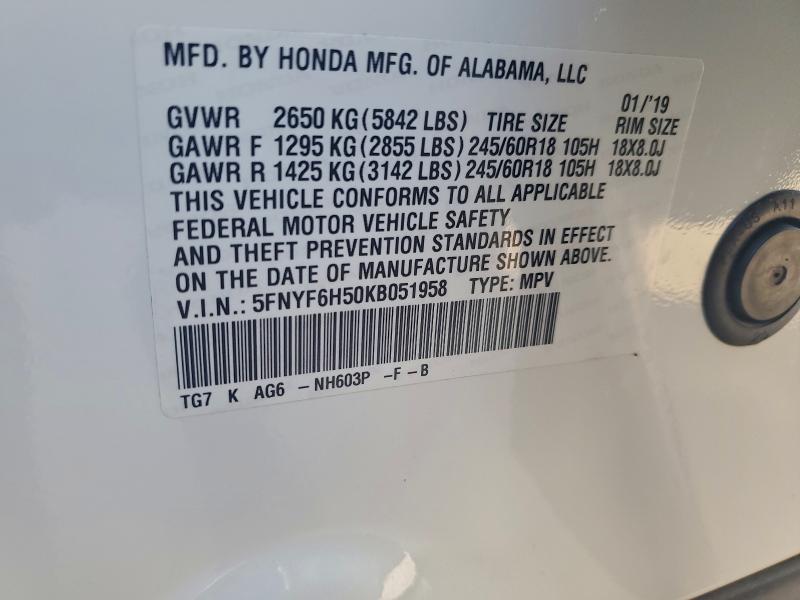 MFD. BY HONDA MFG. OF ALABAMA, LLC
01/'19
GVWR 2650 KG (5842 LBS) TIRE SIZE RIM SIZE
GAWR F 1295 KG (2855 LBS) 245/60R18 105H 18X8.0J
GAWR R 1425 KG (3142 LBS) 245/60R18 105H 18X8.0J
THIS VEHICLE CONFORMS TO ALL APPLICABLE
FEDERAL MOTOR VEHICLE SAFETY
AND THEFT PREVENTION STANDARDS IN EFFECT
ON THE DATE OF MANUFACTURE SHOWN ABOVE.
V.I.N.: 5FNYF6H50KB051958 TYPE: MPV
TG7 K AG6 -NH603P -F-B
A11